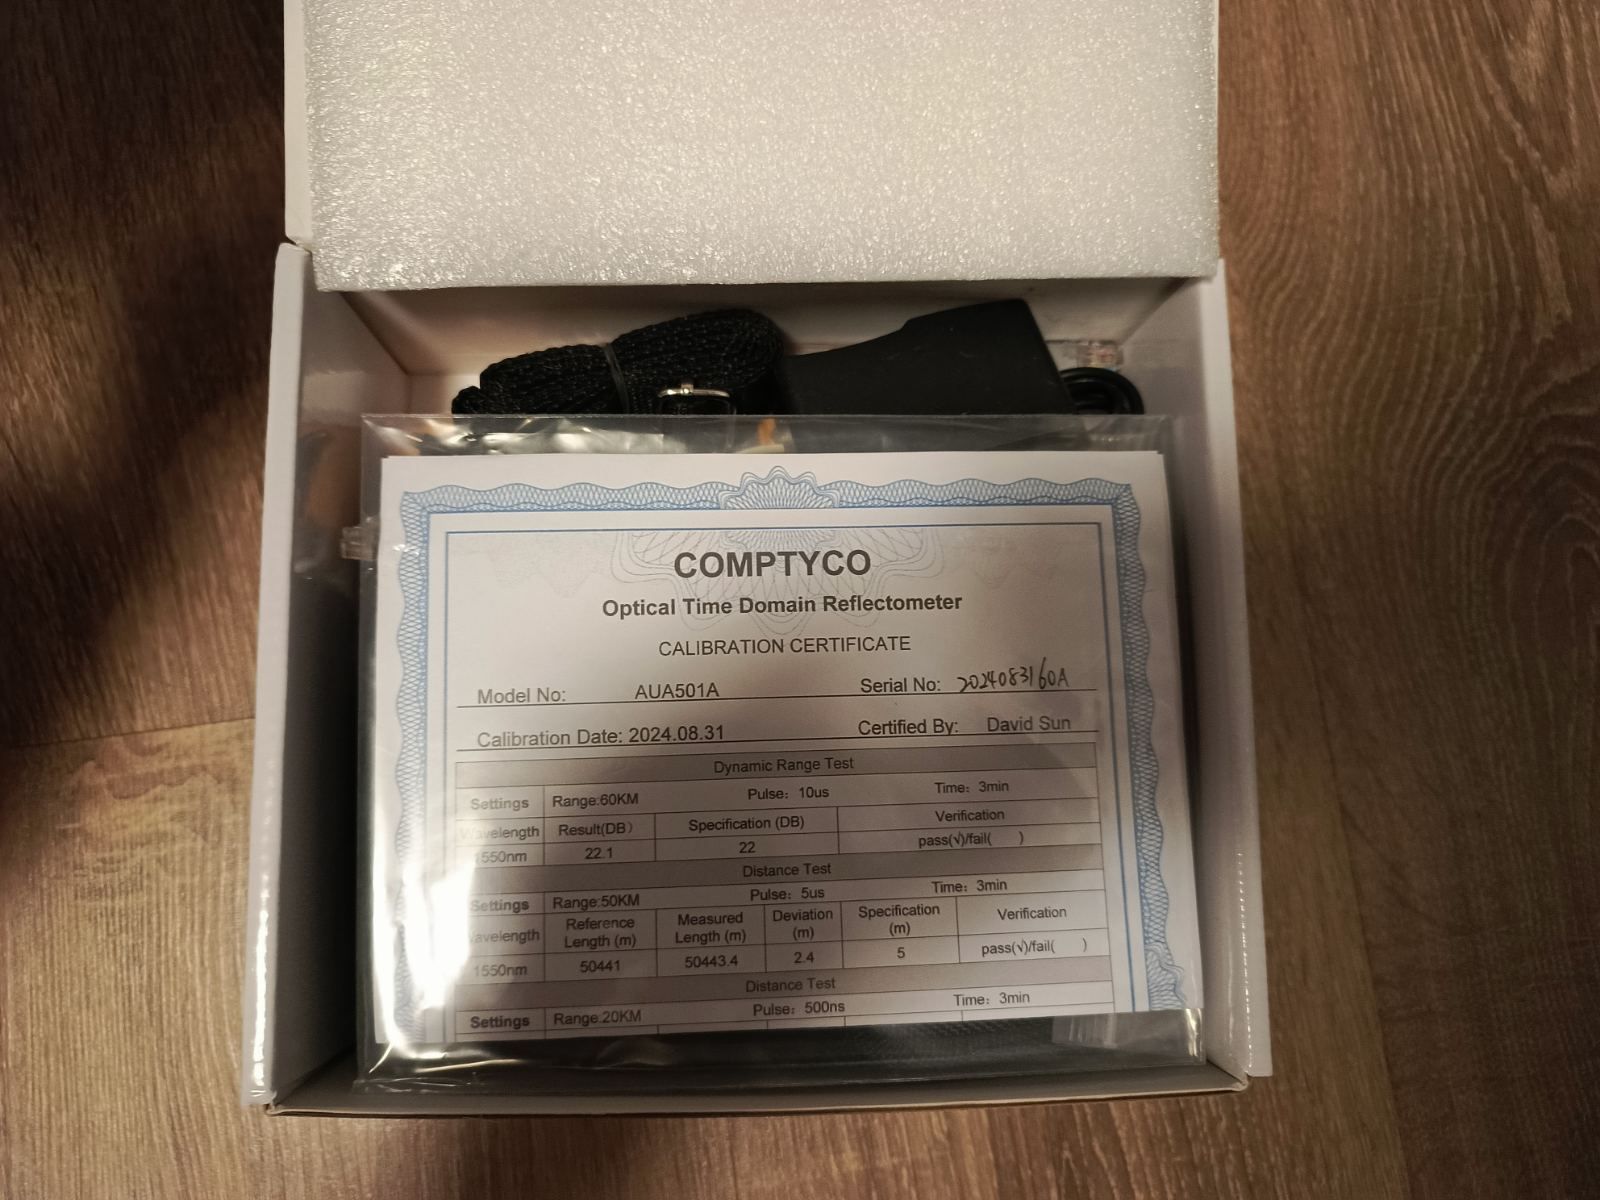 COMPTYCO
Optical Time Domain Reflectometer
CALIBRATION CERTIFICATE
Model No: AUA501A Serial No: 2024083160A
Calibration Date: 2024.08.31 Certified By: David Sun
Dynamic Range Test
Settings Range:60KM Pulse: 10us Time: 3min
Wavelength Result(DB) Specification (DB) Verification
1550nm 22.1 22 pass(√)/fail( )
Distance Test
Settings Range:50KM Pulse: 5us Time: 3min
Wavelength Reference Length (m) Measured Length (m) Deviation (m) Specification (m) Verification
1550nm 50441 50443.4 2.4 5 pass(√)/fail( )
Distance Test
Settings Range:20KM Pulse: 500ns Time: 3min